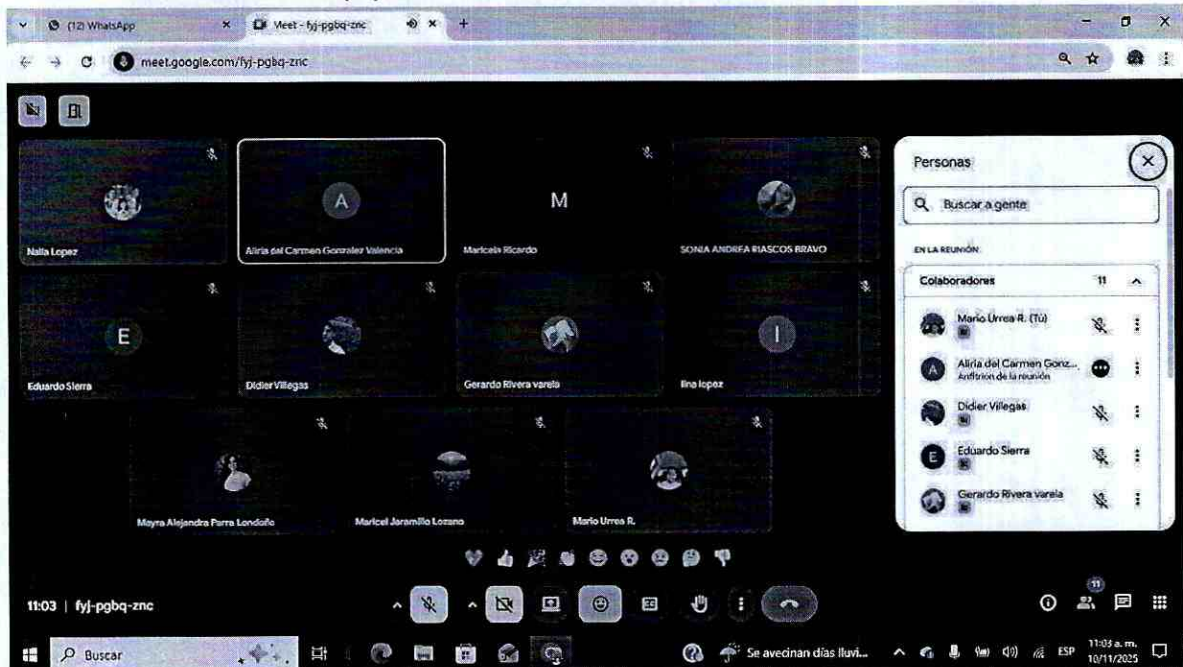 (12) WhatsApp
Meet - fyj-pgbq-znc
meet.google.com/fyj-pgbq-znc
Nalla Lopez
A
Aliria del Carmen Gonzalez Valencia
M
Maricela Ricardo
SONIA ANDREA RIASCOS BRAVO
E
Eduardo Sierra
Didier Villegas
Gerardo Rivera varela
l
lina lopez
Mayra Alejandra Parra Londoño
Maricel Jaramillo Lozano
Mario Urrea R.
Personas
Buscar a gente
EN LA REUNIÓN
Colaboradores 11
Mario Urrea R. (Tú)
A
Aliria del Carmen Gonz...
Anfitrión de la reunión
Didier Villegas
E
Eduardo Sierra
Gerardo Rivera varela
11:03 | fyj-pgbq-znc
11
Buscar
Se avecinan días lluvi...
ESP
11:03 a. m.
10/11/2025